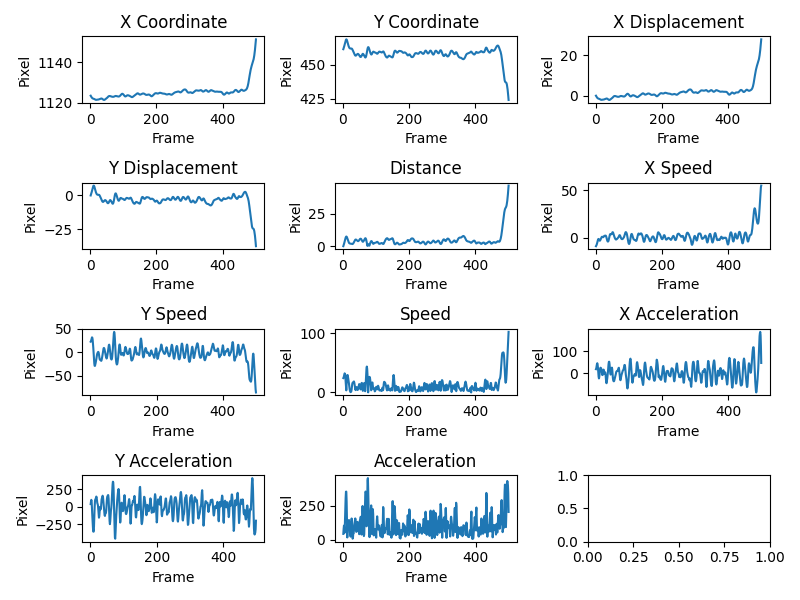 X Coordinate Y Coordinate X Displacement
1140
1120
Pixel
0 200 400
Frame
450
425
Pixel
0 200 400
Frame
20
0
Pixel
0 200 400
Frame
Y Displacement Distance X Speed
0
−25
Pixel
0 200 400
Frame
25
0
Pixel
0 200 400
Frame
50
0
Pixel
0 200 400
Frame
Y Speed Speed X Acceleration
50
0
−50
Pixel
0 200 400
Frame
100
0
Pixel
0 200 400
Frame
100
0
Pixel
0 200 400
Frame
Y Acceleration Acceleration
250
0
−250
Pixel
0 200 400
Frame
250
0
Pixel
0 200 400
Frame
1.0
0.5
0.0
0.00 0.25 0.50 0.75 1.00